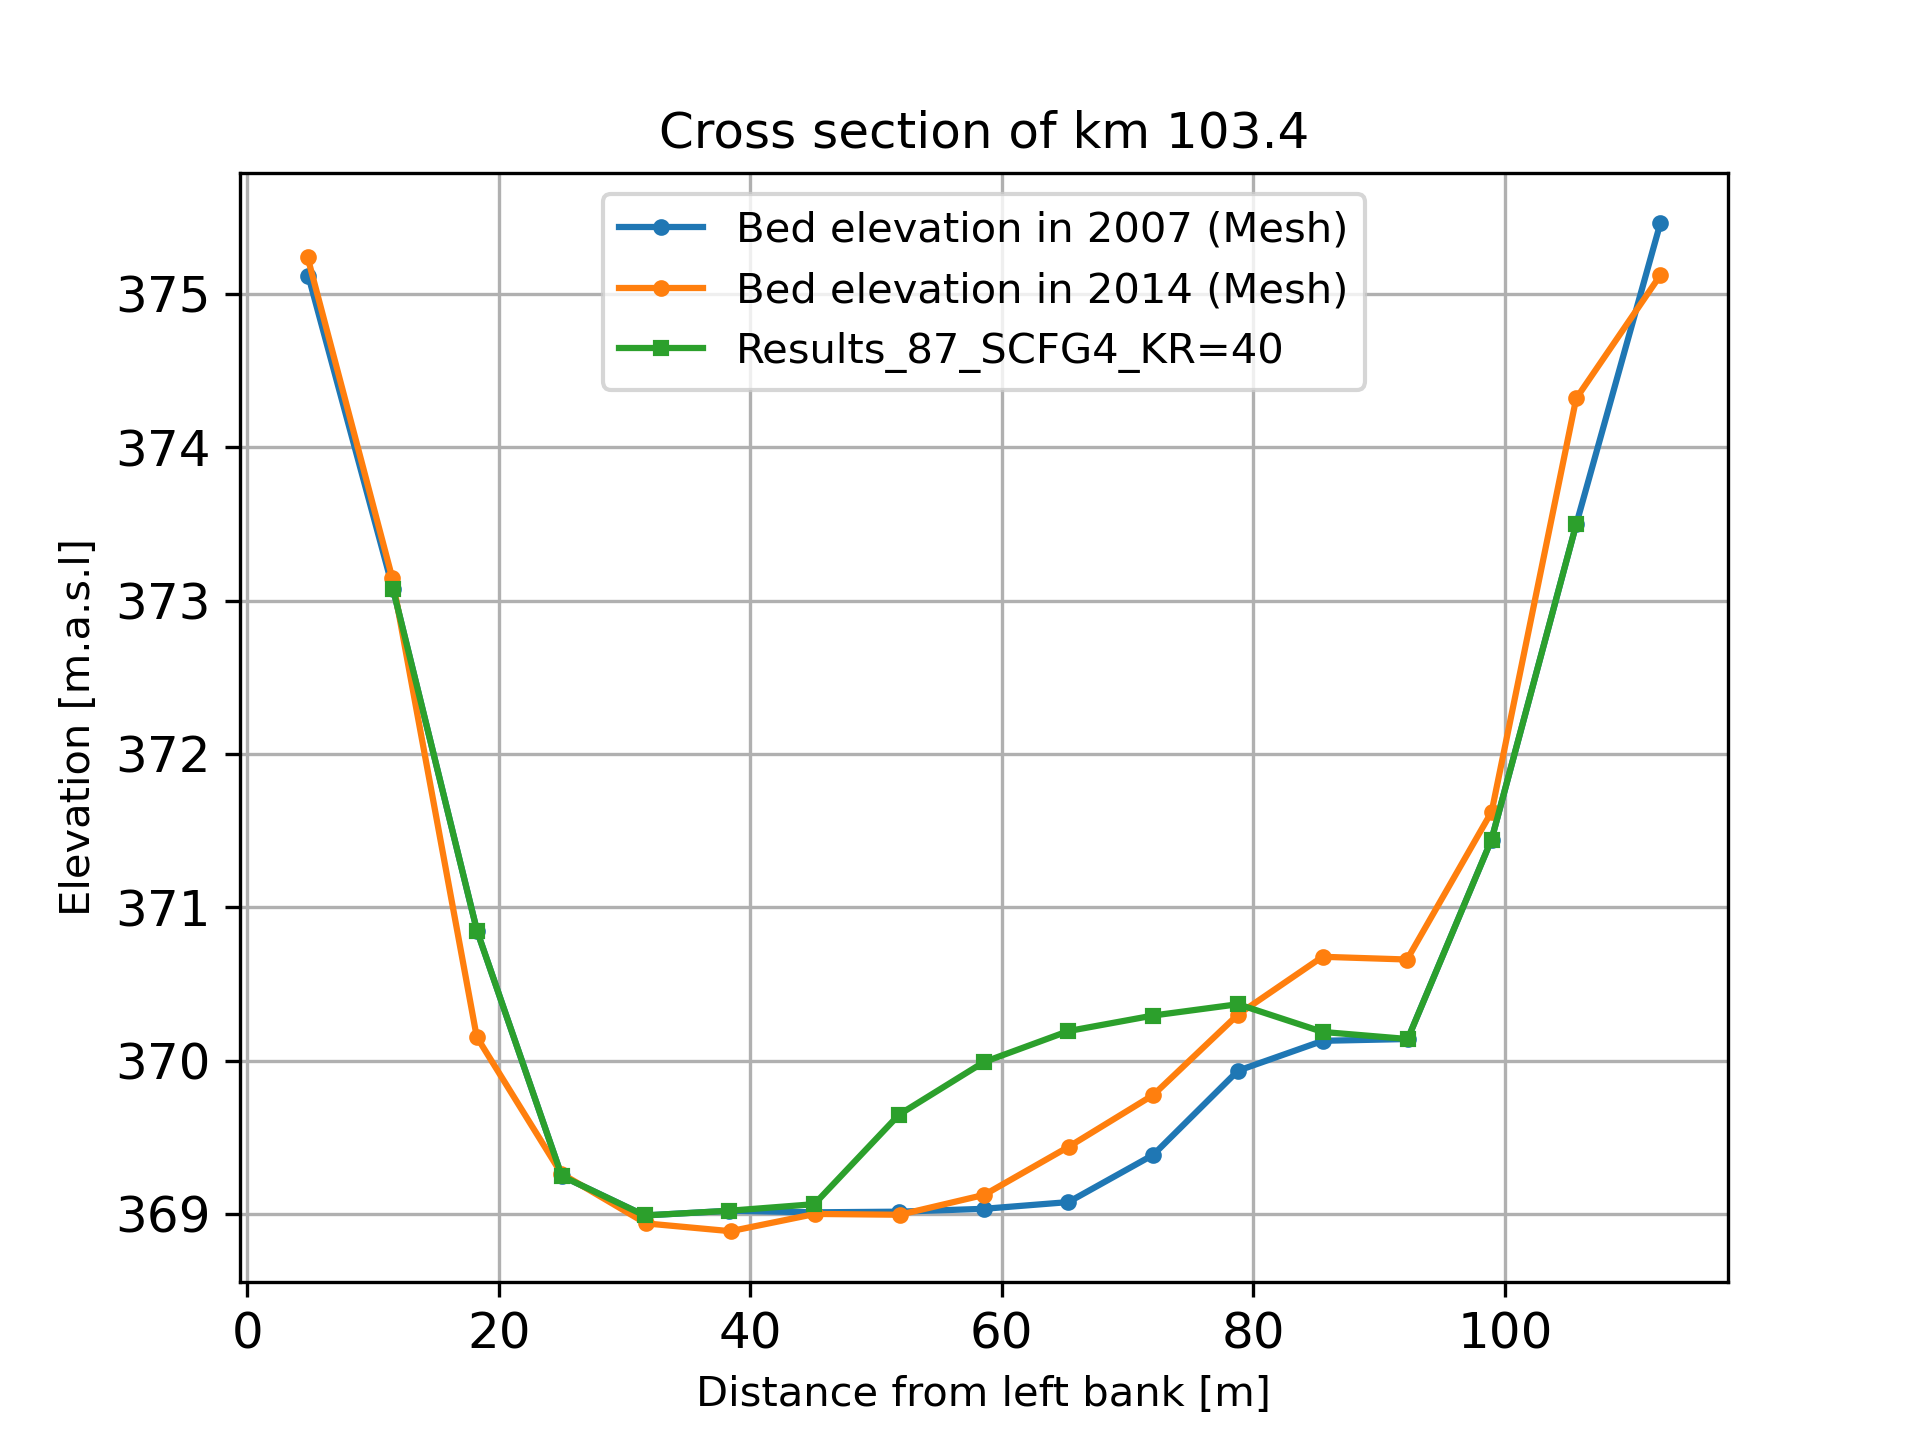 Cross section of km 103.4
Bed elevation in 2007 (Mesh)
Bed elevation in 2014 (Mesh)
Results_87_SCFG4_KR=40
375
374
373
372
371
370
369
Elevation [m.a.s.l]
0 20 40 60 80 100
Distance from left bank [m]